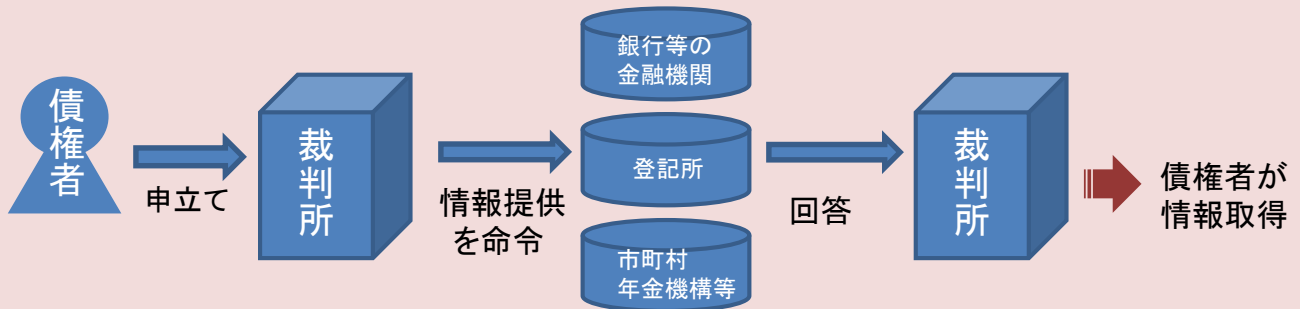 債権者
申立て
裁判所
情報提供
を命令
銀行等の
金融機関
登記所
市町村
年金機構等
回答
裁判所
債権者が
情報取得